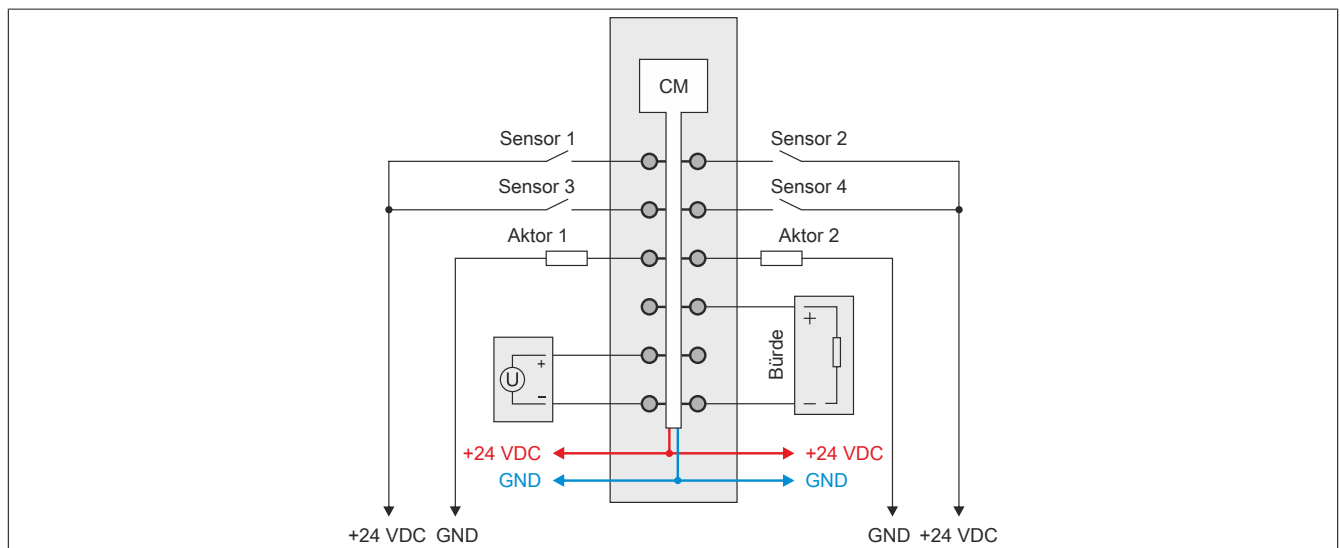 CM
Sensor 1
Sensor 2
Sensor 3
Sensor 4
Aktor 1
Aktor 2
+
Bürde
U
+
−
−
+24 VDC
+24 VDC
GND
GND
+24 VDC GND
GND +24 VDC